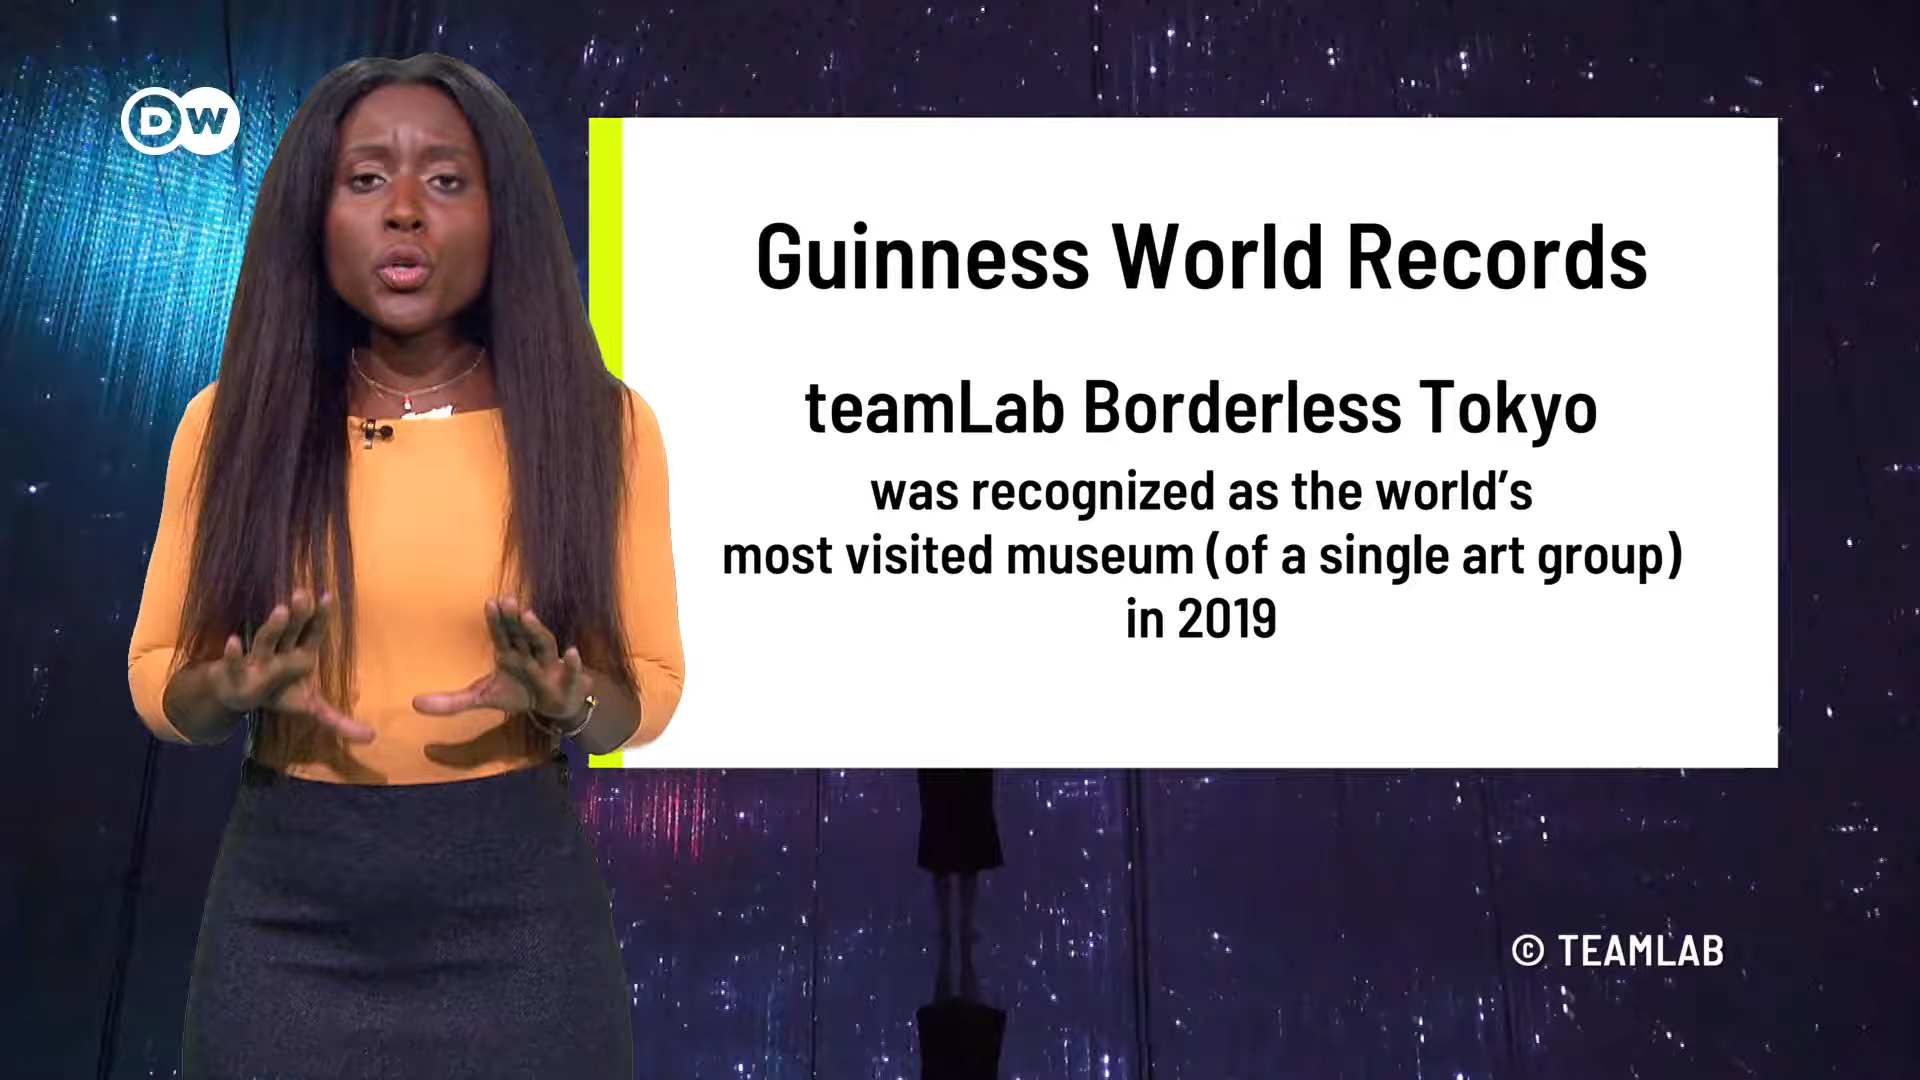 DW
Guinness World Records
teamLab Borderless Tokyo
was recognized as the world’s
most visited museum (of a single art group)
in 2019
© TEAMLAB